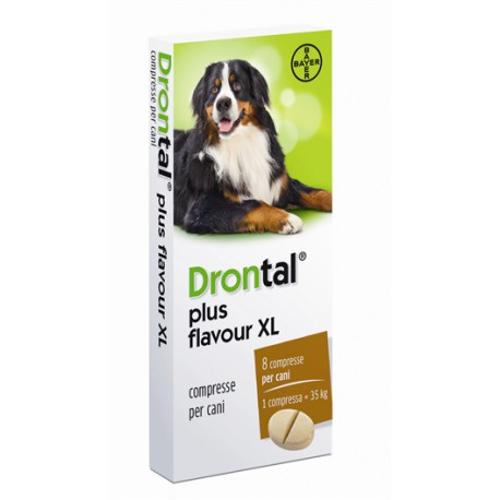 Drontal® plus flavour XL
compresse per cani
BAYER
BAYER
Drontal®
plus
flavour XL
compresse
per cani
8 compresse
per cani
1 compressa = 35 kg